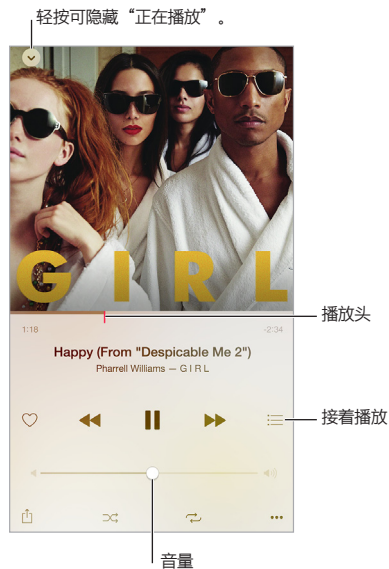 轻按可隐藏“正在播放”。
GIRL
播放头
1:18 -2:34
Happy (From "Despicable Me 2")
Pharrell Williams — G I R L
接着播放
音量